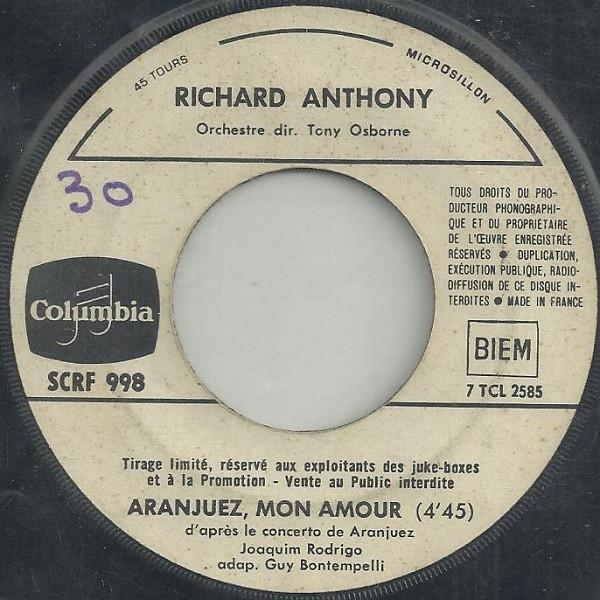 45 TOURS
MICROSILLON
RICHARD ANTHONY
Orchestre dir. Tony Osborne
30
TOUS DROITS DU PRO-
DUCTEUR PHONOGRAPHI-
QUE ET DU PROPRIÉTAIRE
DE L'ŒUVRE ENREGISTRÉE
RÉSERVÉS ● DUPLICATION,
EXÉCUTION PUBLIQUE, RADIO-
DIFFUSION DE CE DISQUE IN-
TERDITES ● MADE IN FRANCE
Columbia
SCRF 998
BIEM
7 TCL 2585
Tirage limité, réservé aux exploitants des juke-boxes
et à la Promotion - Vente au Public interdite
ARANJUEZ, MON AMOUR (4'45)
d'après le concerto de Aranjuez
Joaquim Rodrigo
adap. Guy Bontempelli